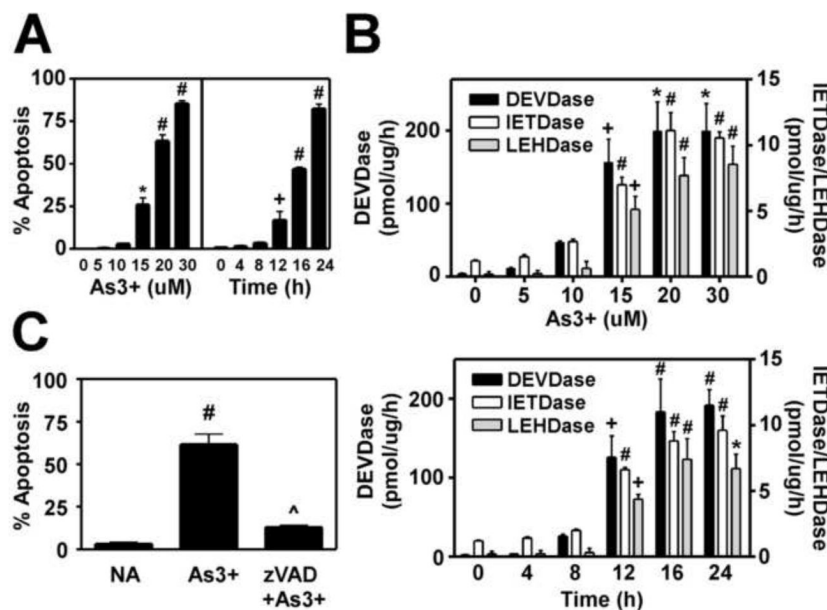 A
100
75
50
25
0
% Apoptosis
* # # + # #
0 5 10 15 20 30 0 4 8 12 16 24
As3+ (uM) Time (h)
B
DEVDase
IETDase
LEHDase
200
100
0
DEVDase
(pmol/ug/h)
15
10
5
0
IETDase/LEHDase
(pmol/ug/h)
+ # + * # # * # #
0 5 10 15 20 30
As3+ (uM)
DEVDase
IETDase
LEHDase
200
100
0
DEVDase
(pmol/ug/h)
15
10
5
0
IETDase/LEHDase
(pmol/ug/h)
+ # + # # # # # *
0 4 8 12 16 24
Time (h)
C
100
75
50
25
0
% Apoptosis
# ^
NA As3+ zVAD
+As3+